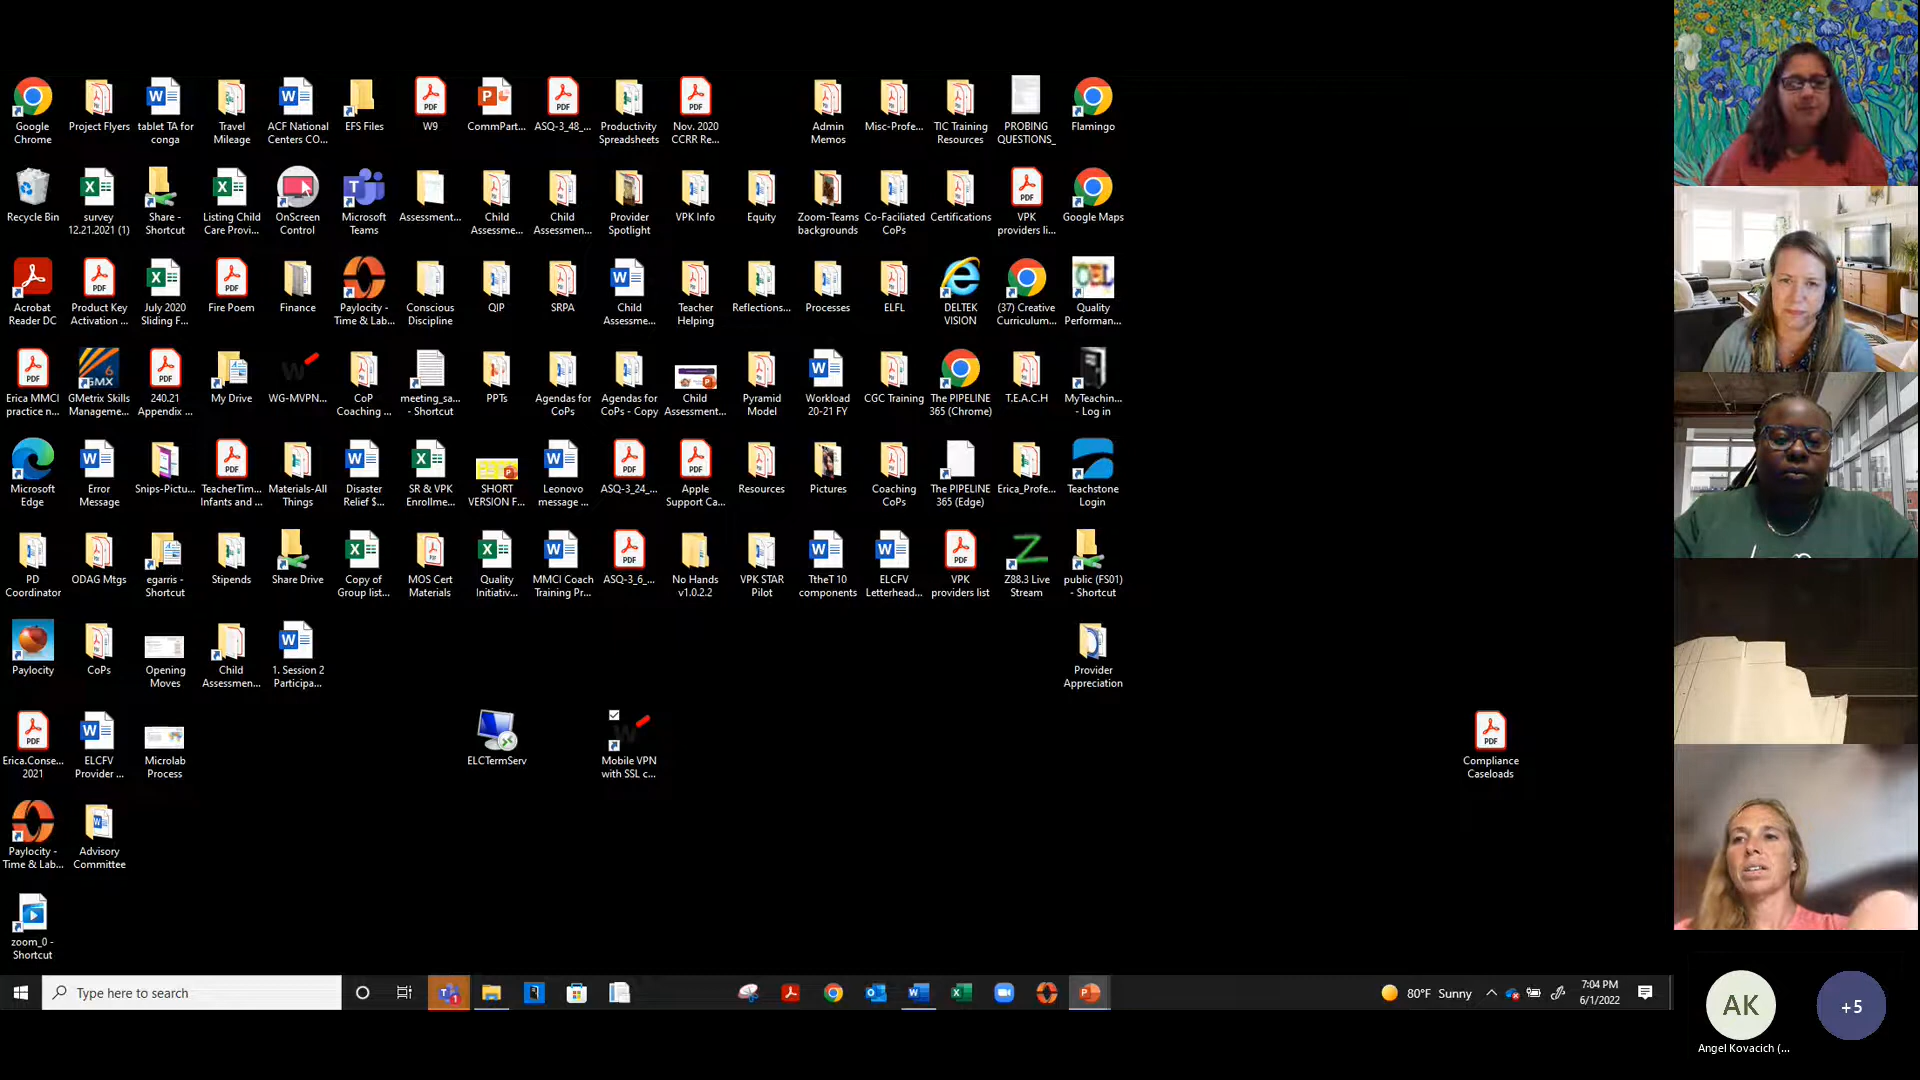 Google
Chrome
Project Flyers
tablet TA for
conga
Travel
Mileage
ACF National
Centers CO...
EFS Files
W9
CommPart...
ASQ-3_48_...
Productivity
Spreadsheets
Nov. 2020
CCRR Re...
Admin
Memos
Misc-Profe...
TIC Training
Resources
PROBING
QUESTIONS_
Flamingo
Recycle Bin
survey
12.21.2021 (1)
Share -
Shortcut
Listing Child
Care Provi...
OnScreen
Control
Microsoft
Teams
Assessment...
Child
Assessme...
Child
Assessmen...
Provider
Spotlight
VPK Info
Equity
Zoom-Teams
backgrounds
Co-Faciliated
CoPs
Certifications
VPK
providers li...
Google Maps
Acrobat
Reader DC
Product Key
Activation ...
July 2020
Sliding F...
Fire Poem
Finance
Paylocity -
Time & Lab...
Conscious
Discipline
QIP
SRPA
Child
Assessme...
Teacher
Helping
Reflections...
Processes
ELFL
DELTEK
VISION
(37) Creative
Curriculum...
Quality
Performan...
Erica MMCI
practice n...
GMetrix Skills
Manageme...
240.21
Appendix ...
My Drive
WG-MVPN...
CoP
Coaching ...
meeting_sa...
- Shortcut
PPTs
Agendas for
CoPs
Agendas for
CoPs - Copy
Child
Assessment...
Pyramid
Model
Workload
20-21 FY
CGC Training
The PIPELINE
365 (Chrome)
T.E.A.C.H
MyTeachin...
- Log in
Microsoft
Edge
Error
Message
Snips-Pictu...
TeacherTim...
Infants and ...
Materials-All
Things
Disaster
Relief $...
SR & VPK
Enrollme...
SHORT
VERSION F...
Leonovo
message ...
ASQ-3_24_...
Apple
Support Ca...
Resources
Pictures
Coaching
CoPs
The PIPELINE
365 (Edge)
Erica_Profe...
Teachstone
Login
PD
Coordinator
ODAG Mtgs
egarris -
Shortcut
Stipends
Share Drive
Copy of
Group list...
MOS Cert
Materials
Quality
Initiativ...
MMCI Coach
Training Pr...
ASQ-3_6_...
No Hands
v1.0.2.2
VPK STAR
Pilot
TtheT 10
components
ELCFV
Letterhead...
VPK
providers list
Z88.3 Live
Stream
public (FS01)
- Shortcut
Paylocity
CoPs
Opening
Moves
Child
Assessmen...
1. Session 2
Participa...
Provider
Appreciation
Erica.Conse...
2021
ELCFV
Provider ...
Microlab
Process
ELCTermServ
Mobile VPN
with SSL c...
Compliance
Caseloads
Paylocity -
Time & Lab...
Advisory
Committee
zoom_0 -
Shortcut
Type here to search
80°F Sunny
7:04 PM
6/1/2022
AK
+5
Angel Kovacich (...